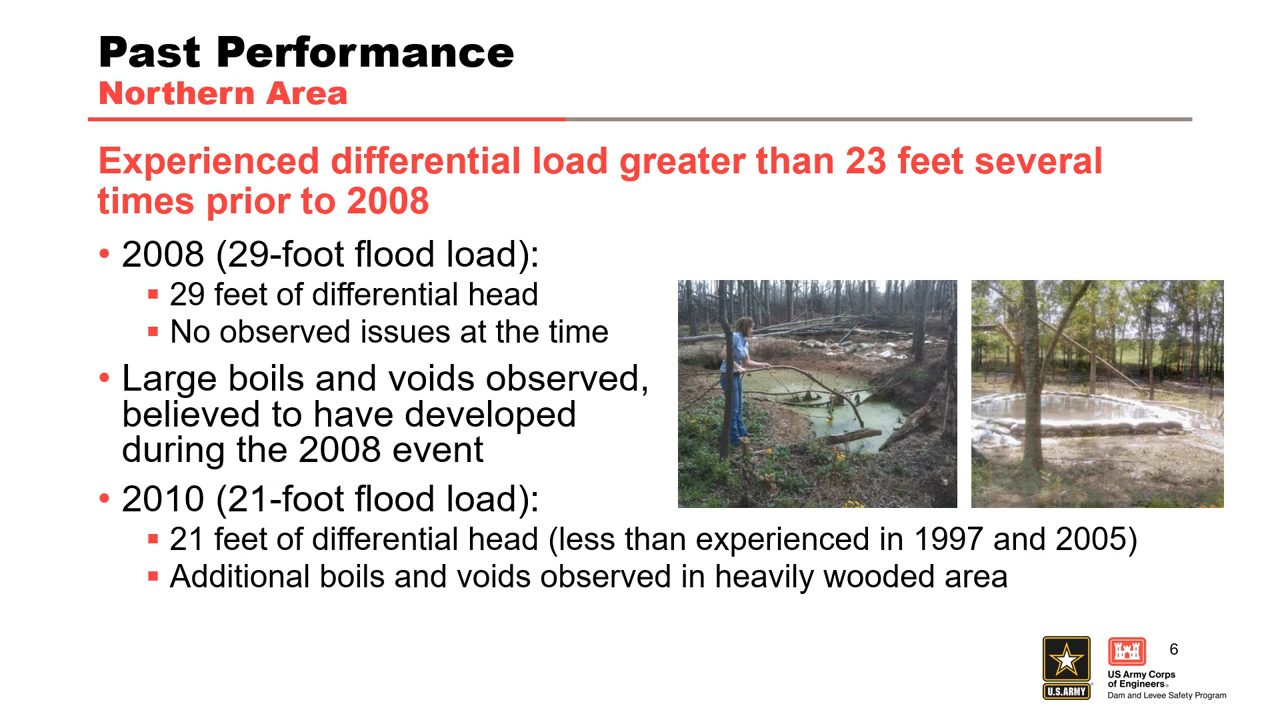 Past Performance
Northern Area
Experienced differential load greater than 23 feet several
times prior to 2008
• 2008 (29-foot flood load):
▪ 29 feet of differential head
▪ No observed issues at the time
• Large boils and voids observed,
believed to have developed
during the 2008 event
• 2010 (21-foot flood load):
▪ 21 feet of differential head (less than experienced in 1997 and 2005)
▪ Additional boils and voids observed in heavily wooded area
U.S.ARMY
US Army Corps
of Engineers®
Dam and Levee Safety Program
6